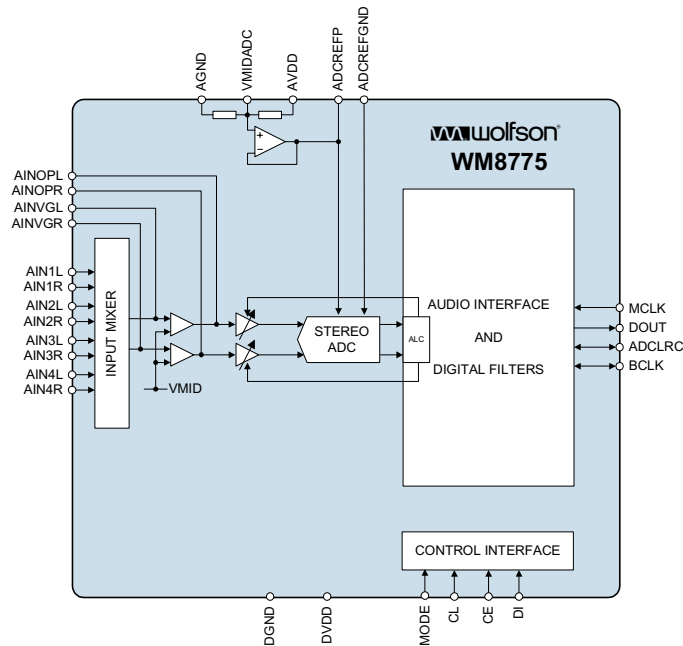 AGND
VMIDADC
AVDD
ADCREFP
ADCREFGND
wolfson®
WM8775
AINOPL
AINOPR
AINVGL
AINVGR
AIN1L
AIN1R
AIN2L
AIN2R
AIN3L
AIN3R
AIN4L
AIN4R
INPUT MIXER
+
−
VMID
STEREO
ADC
ALC
AUDIO INTERFACE
AND
DIGITAL FILTERS
MCLK
DOUT
ADCLRC
BCLK
CONTROL INTERFACE
DGND
DVDD
MODE
CL
CE
DI